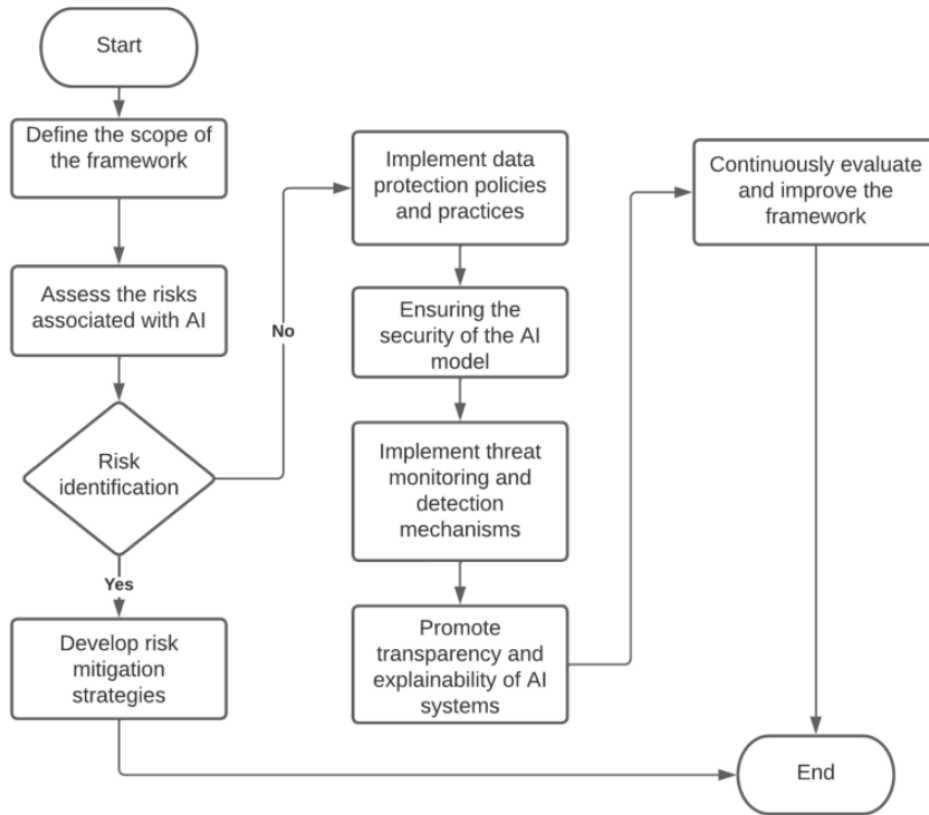 Start
Define the scope of
the framework
Assess the risks
associated with AI
Risk
identification
Yes
Develop risk
mitigation
strategies
No
Implement data
protection policies
and practices
Ensuring the
security of the AI
model
Implement threat
monitoring and
detection
mechanisms
Promote
transparency and
explainability of AI
systems
Continuously evaluate
and improve the
framework
End